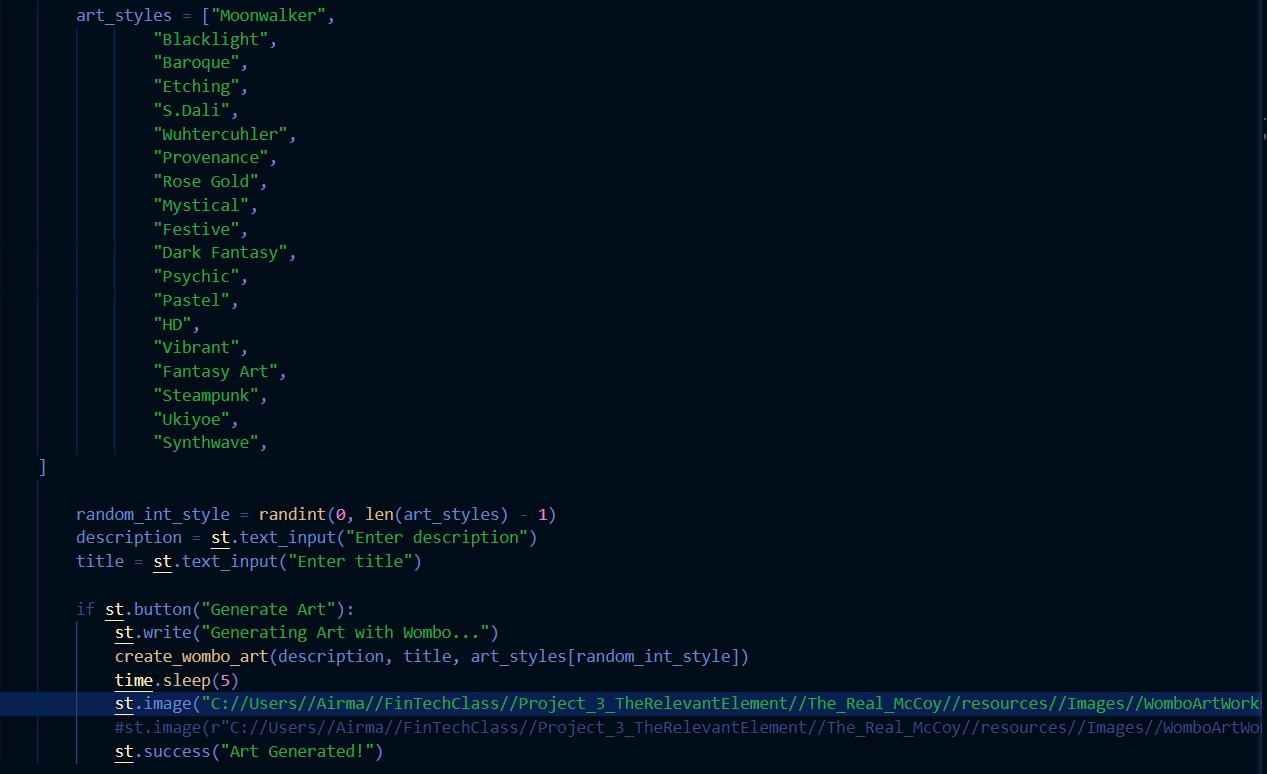 art_styles = ["Moonwalker",
"Blacklight",
"Baroque",
"Etching",
"S.Dali",
"Wuhtercuhler",
"Provenance",
"Rose Gold",
"Mystical",
"Festive",
"Dark Fantasy",
"Psychic",
"Pastel",
"HD",
"Vibrant",
"Fantasy Art",
"Steampunk",
"Ukiyoe",
"Synthwave",
]
random_int_style = randint(0, len(art_styles) - 1)
description = st.text_input("Enter description")
title = st.text_input("Enter title")
if st.button("Generate Art"):
st.write("Generating Art with Wombo...")
create_wombo_art(description, title, art_styles[random_int_style])
time.sleep(5)
st.image("C://Users//Airma//FinTechClass//Project_3_TheRelevantElement//The_Real_McCoy//resources//Images//WomboArtWork
#st.image(r"C://Users//Airma//FinTechClass//Project_3_TheRelevantElement//The_Real_McCoy//resources//Images//WomboArtWo
st.success("Art Generated!")